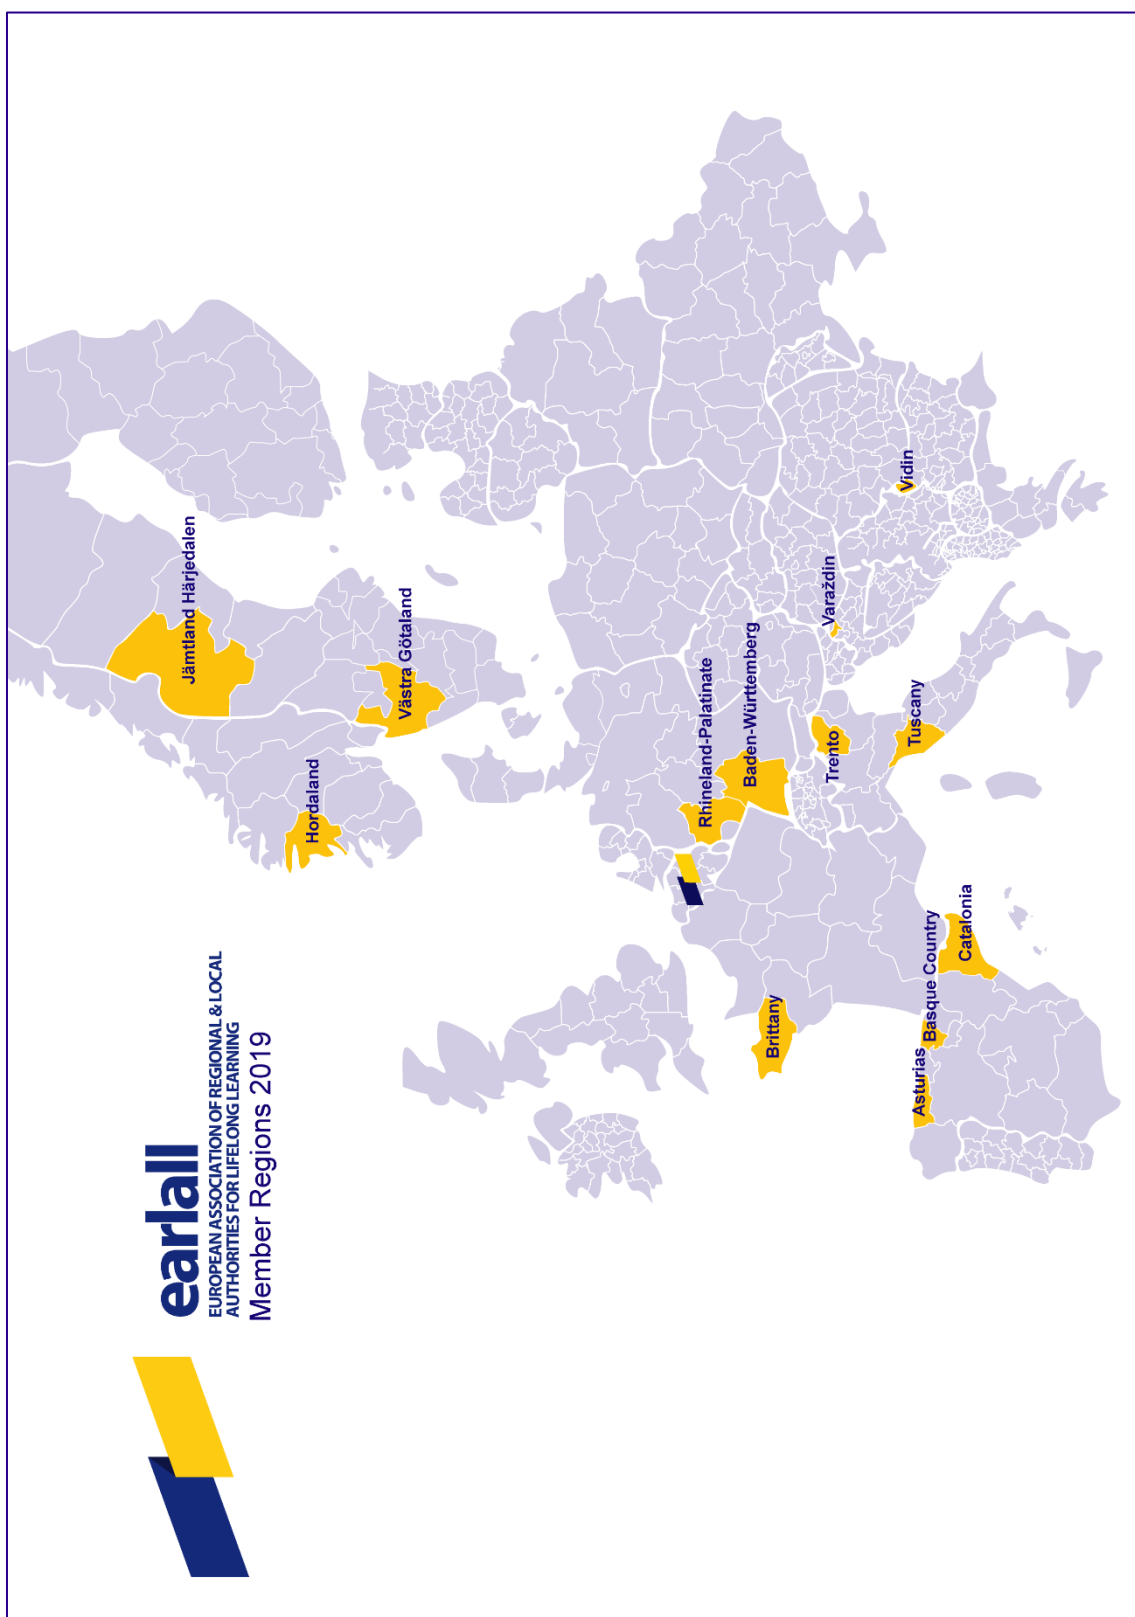 earlall
EUROPEAN ASSOCIATION OF REGIONAL & LOCAL
AUTHORITIES FOR LIFELONG LEARNING
Member Regions 2019
Jämtland Härjedalen
Hordaland
Västra Götaland
Rhineland-Palatinate
Baden-Württemberg
Brittany
Varaždin
Trento
Vidin
Tuscany
Asturias
Basque Country
Catalonia